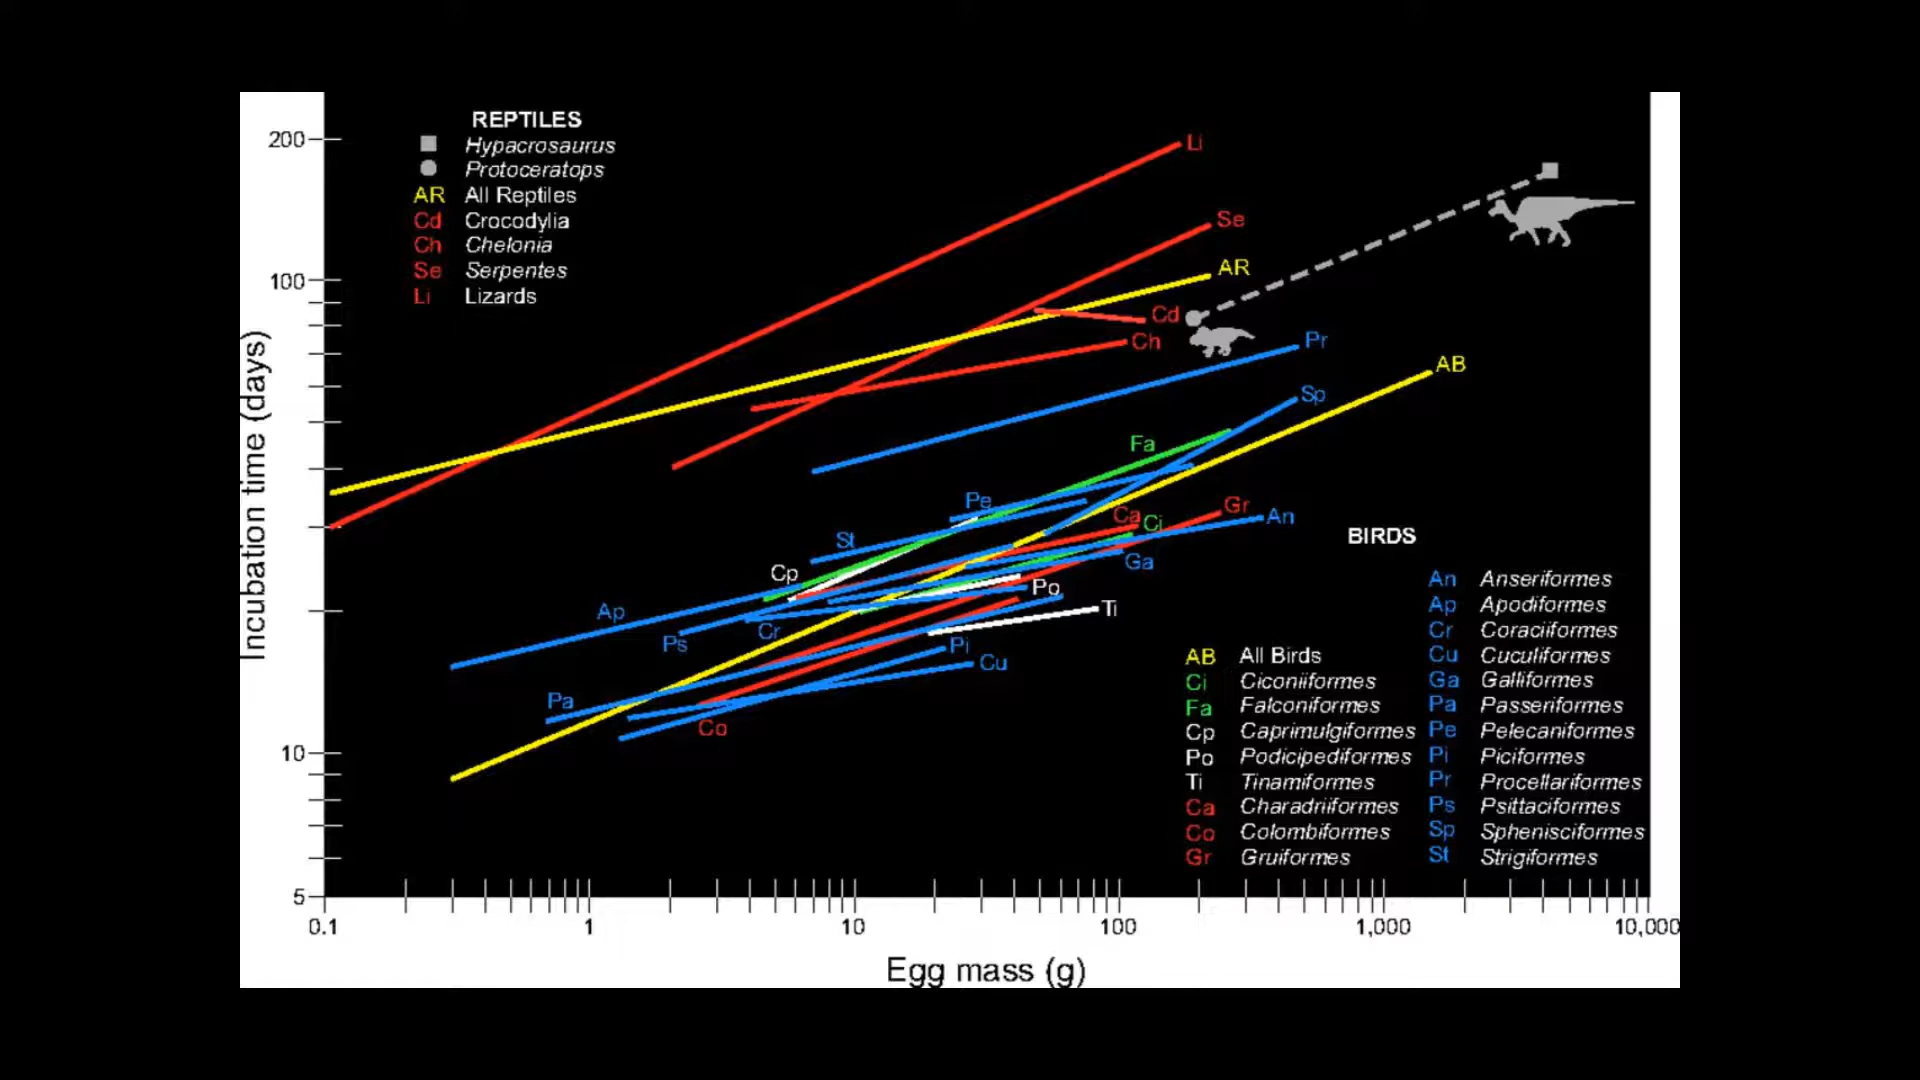 REPTILES
Hypacrosaurus
Protoceratops
AR All Reptiles
Cd Crocodylia
Ch Chelonia
Se Serpentes
Li Lizards
200
100
10
5
Incubation time (days)
Li
Se
AR
Cd
Ch
Pr
AB
Sp
Fa
Pe
St
Ca
Ci
Gr
An
Cp
Ga
Po
Ti
Ap
Ps
Cr
Pi
Cu
Pa
Co
BIRDS
AB All Birds
Ci Ciconiiformes
Fa Falconiformes
Cp Caprimulgiformes
Po Podicipediformes
Ti Tinamiformes
Ca Charadriiformes
Co Colombiformes
Gr Gruiformes
An Anseriformes
Ap Apodiformes
Cr Coraciiformes
Cu Cuculiformes
Ga Galliformes
Pa Passeriformes
Pe Pelecaniformes
Pi Piciformes
Pr Procellariformes
Ps Psittaciformes
Sp Sphenisciformes
St Strigiformes
0.1 1 10 100 1,000 10,000
Egg mass (g)